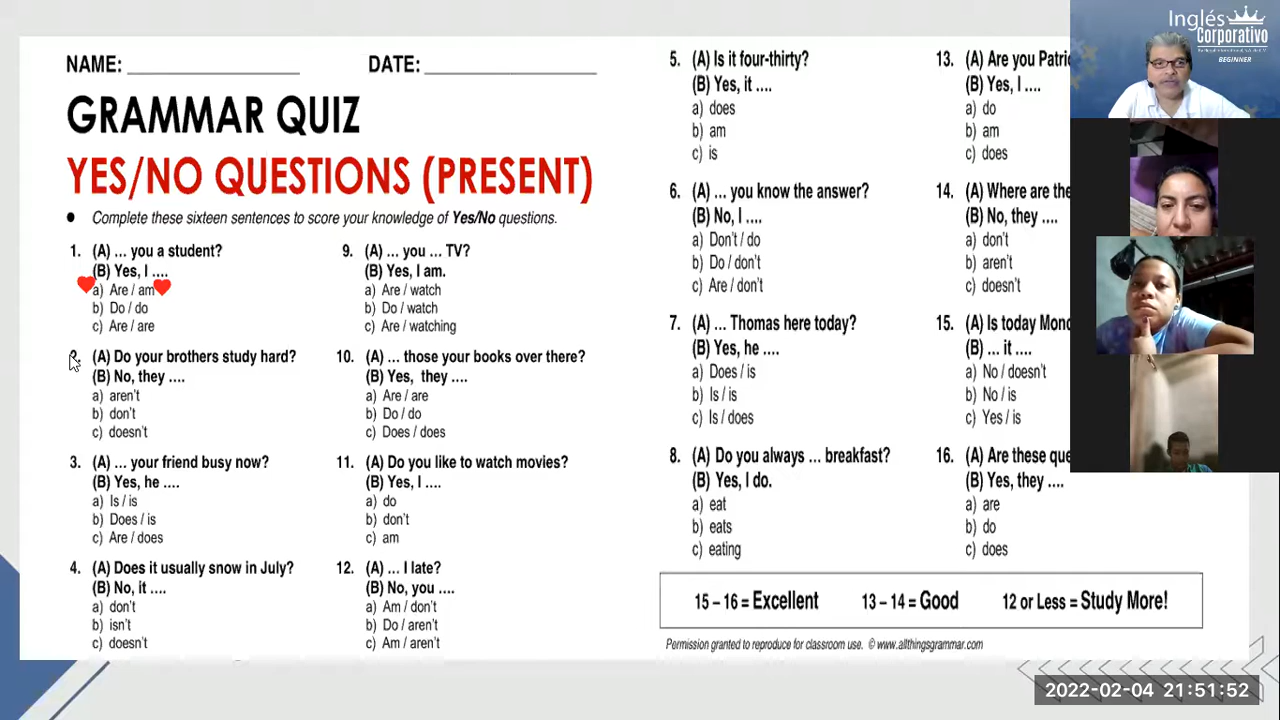 NAME: ________________ DATE: ________________
GRAMMAR QUIZ
YES/NO QUESTIONS (PRESENT)
● Complete these sixteen sentences to score your knowledge of Yes/No questions.
1. (A) … you a student?
(B) Yes, I ….
a) Are / am
b) Do / do
c) Are / are
(A) Do your brothers study hard?
(B) No, they ….
a) aren't
b) don't
c) doesn't
3. (A) … your friend busy now?
(B) Yes, he ….
a) Is / is
b) Does / is
c) Are / does
4. (A) Does it usually snow in July?
(B) No, it ….
a) don't
b) isn't
c) doesn't
9. (A) … you … TV?
(B) Yes, I am.
a) Are / watch
b) Do / watch
c) Are / watching
10. (A) … those your books over there?
(B) Yes, they ….
a) Are / are
b) Do / do
c) Does / does
11. (A) Do you like to watch movies?
(B) Yes, I ….
a) do
b) don't
c) am
12. (A) … I late?
(B) No, you ….
a) Am / don't
b) Do / aren't
c) Am / aren't
5. (A) Is it four-thirty?
(B) Yes, it ….
a) does
b) am
c) is
6. (A) … you know the answer?
(B) No, I ….
a) Don't / do
b) Do / don't
c) Are / don't
7. (A) … Thomas here today?
(B) Yes, he ….
a) Does / is
b) Is / is
c) Is / does
8. (A) Do you always … breakfast?
(B) Yes, I do.
a) eat
b) eats
c) eating
13. (A) Are you
(B) Yes, I ….
a) do
b) am
c) does
14. (A) Where are the
(B) No, they ….
a) don't
b) aren't
c) doesn't
15. (A) Is today
(B) … it ….
a) No / doesn't
b) No / is
c) Yes / is
16. (A) Are these
(B) Yes, they ….
a) are
b) do
c) does
15 – 16 = Excellent 13 – 14 = Good 12 or Less = Study More!
Permission granted to reproduce for classroom use. © www.allthingsgrammar.com
Inglés
Corporativo
BEGINNER
2022-02-04 21:51:52